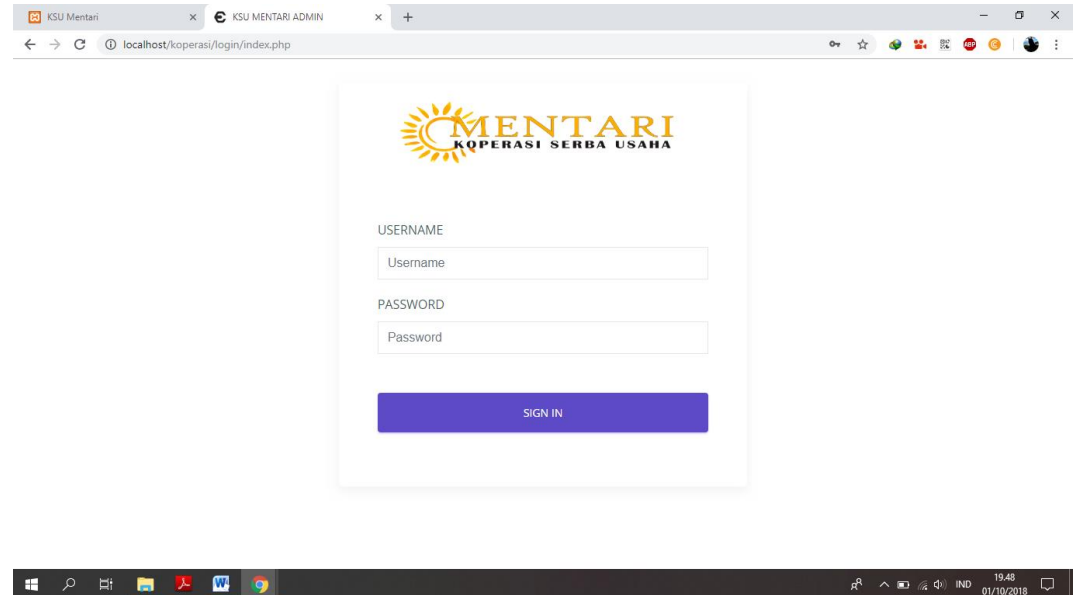 KSU Mentari
KSU MENTARI ADMIN
localhost/koperasi/login/index.php
ABP
MENTARI
KOPERASI SERBA USAHA
USERNAME
Username
PASSWORD
Password
SIGN IN
IND
19.48
01/10/2018